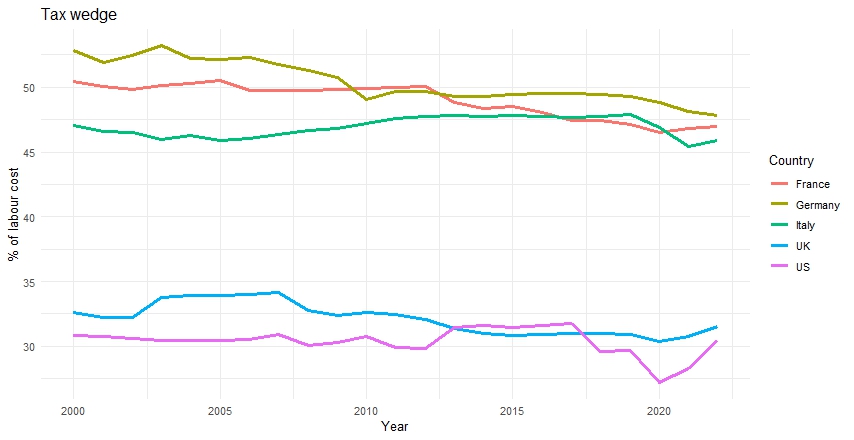 Tax wedge
% of labour cost
50
45
40
35
30
2000 2005 2010 2015 2020
Year
Country
France
Germany
Italy
UK
US